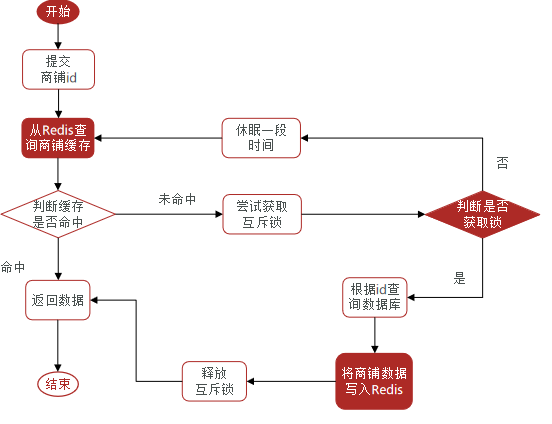 开始
提交
商铺id
从Redis查
询商铺缓存
休眠一段
时间
否
判断缓存
是否命中
未命中
尝试获取
互斥锁
判断是否
获取锁
命中
是
返回数据
根据id查
询数据库
结束
释放
互斥锁
将商铺数据
写入Redis